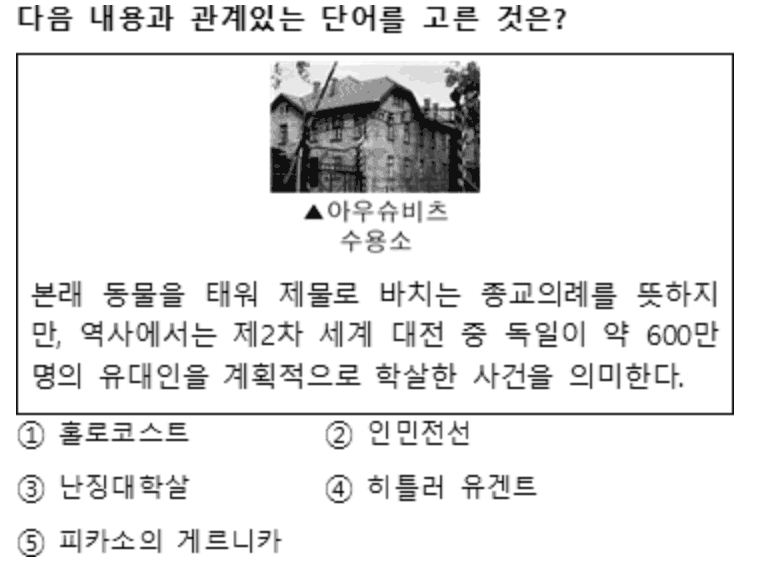 다음 내용과 관계있는 단어를 고른 것은?
▲아우슈비츠
수용소
본래 동물을 태워 제물로 바치는 종교의례를 뜻하지
만, 역사에서는 제2차 세계 대전 중 독일이 약 600만
명의 유대인을 계획적으로 학살한 사건을 의미한다.
① 홀로코스트 ② 인민전선
③ 난징대학살 ④ 히틀러 유겐트
⑤ 피카소의 게르니카